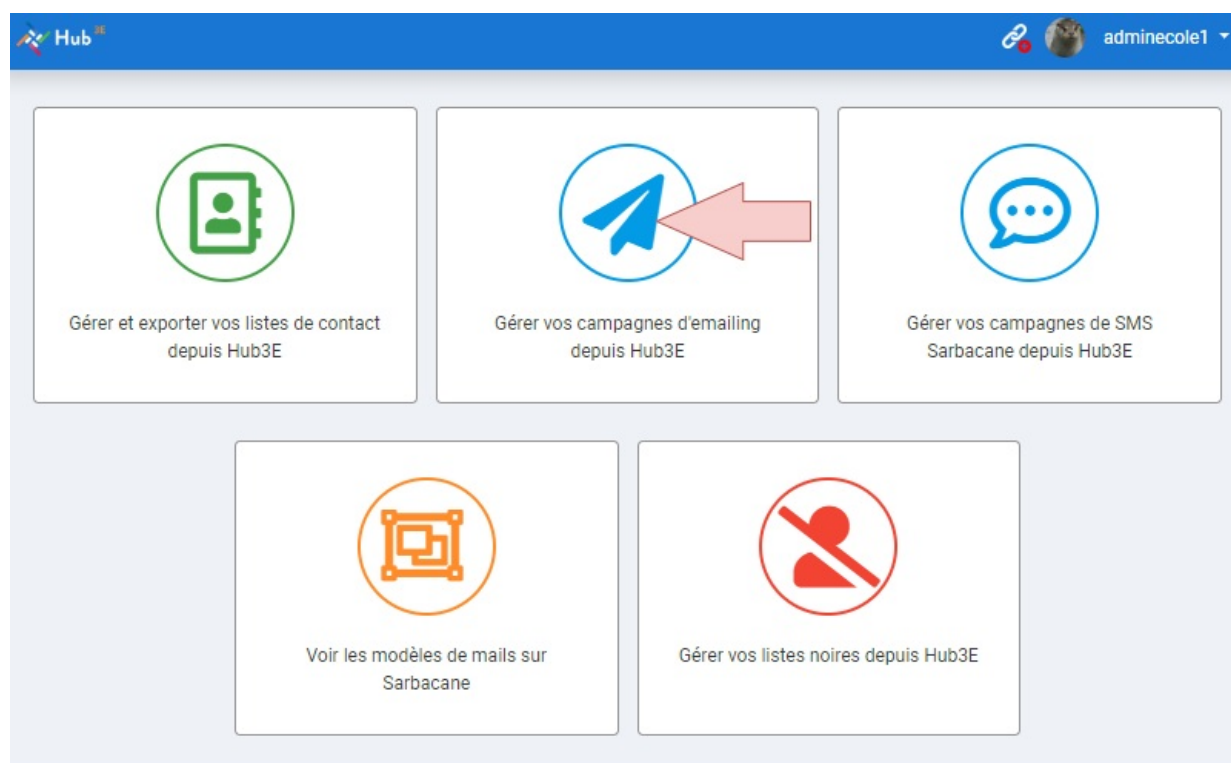 Hub3E
adminecole1
Gérer et exporter vos listes de contact
depuis Hub3E
Gérer vos campagnes d'emailing
depuis Hub3E
Gérer vos campagnes de SMS
Sarbacane depuis Hub3E
Voir les modèles de mails sur
Sarbacane
Gérer vos listes noires depuis Hub3E